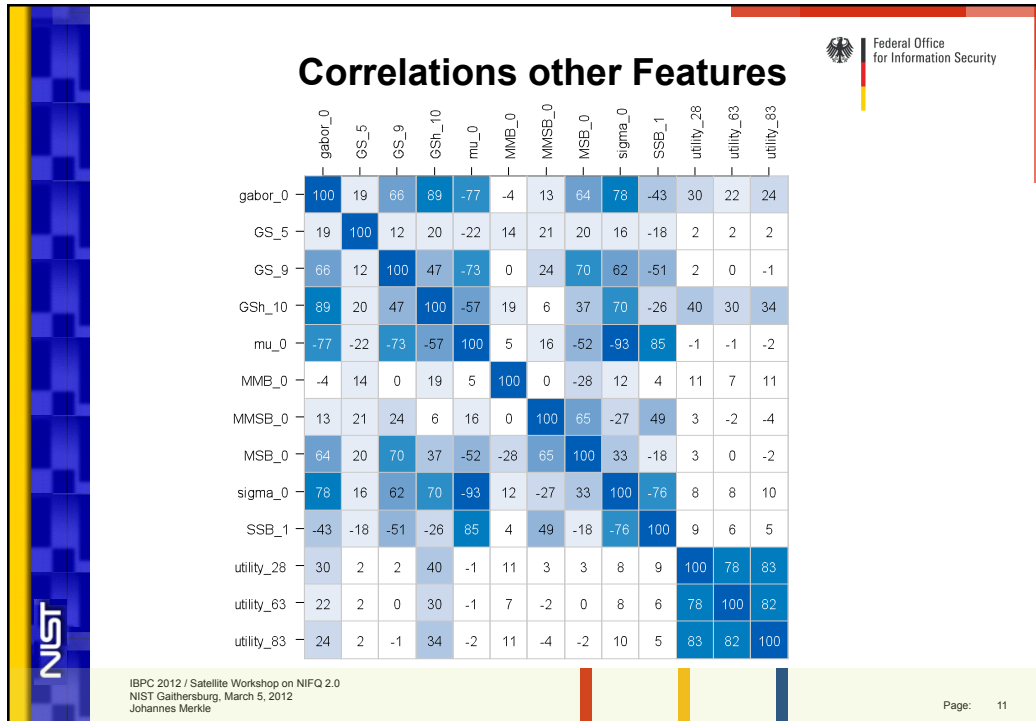 Correlations other Features
Federal Office
for Information Security
gabor_0 GS_5 GS_9 GSh_10 mu_0 MMB_0 MMSB_0 MSB_0 sigma_0 SSB_1 utility_28 utility_63 utility_83
gabor_0 100 19 66 89 -77 -4 13 64 78 -43 30 22 24
GS_5 19 100 12 20 -22 14 21 20 16 -18 2 2 2
GS_9 66 12 100 47 -73 0 24 70 62 -51 2 0 -1
GSh_10 89 20 47 100 -57 19 6 37 70 -26 40 30 34
mu_0 -77 -22 -73 -57 100 5 16 -52 -93 85 -1 -1 -2
MMB_0 -4 14 0 19 5 100 0 -28 12 4 11 7 11
MMSB_0 13 21 24 6 16 0 100 65 -27 49 3 -2 -4
MSB_0 64 20 70 37 -52 -28 65 100 33 -18 3 0 -2
sigma_0 78 16 62 70 -93 12 -27 33 100 -76 8 8 10
SSB_1 -43 -18 -51 -26 85 4 49 -18 -76 100 9 6 5
utility_28 30 2 2 40 -1 11 3 3 8 9 100 78 83
utility_63 22 2 0 30 -1 7 -2 0 8 6 78 100 82
utility_83 24 2 -1 34 -2 11 -4 -2 10 5 83 82 100
NIST
IBPC 2012 / Satellite Workshop on NIFQ 2.0
NIST Gaithersburg, March 5, 2012
Johannes Merkle
Page: 11